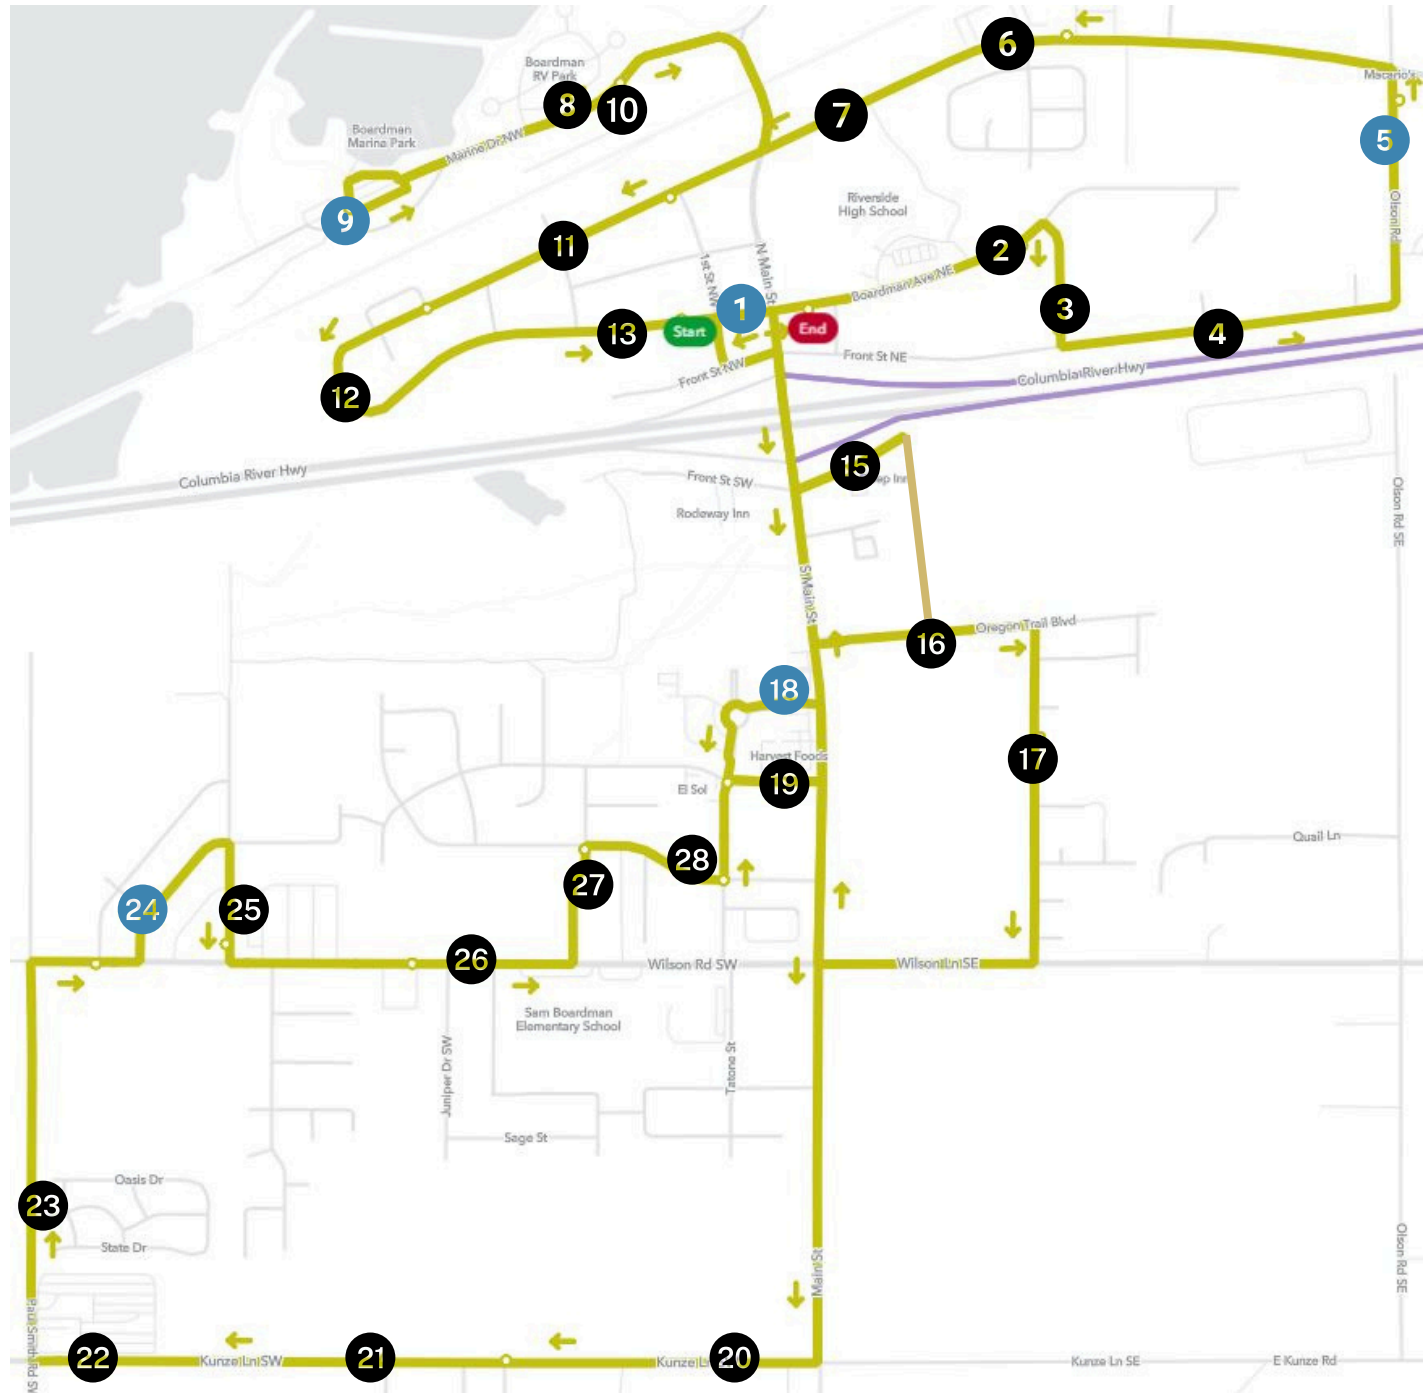 6
Boardman
RV Park
Macario's
8
10
7
Boardman
Marina Park
Marine Dr NW
5
Riverside
High School
Olson Rd
9
11
2
N Main St
1st St NW
Boardman Ave NE
1
3
13
Start
End
4
Front St NE
Front St NW
Columbia River Hwy
12
15
Columbia River Hwy
Front St SW
Rodeway Inn
Olson Rd SE
S Main St
16
Oregon Trail Blvd
18
Harvest Foods
17
19
El Sol
Quail Ln
28
27
24
25
26
Wilson Rd SW
Wilson Ln SE
Sam Boardman
Elementary School
Juniper Dr SW
Tatone St
Sage St
Oasis Dr
23
State Dr
Main St
Olson Rd SE
Paul Smith Rd SW
22
Kunze Ln SW
21
20
Kunze Ln SE
E Kunze Rd